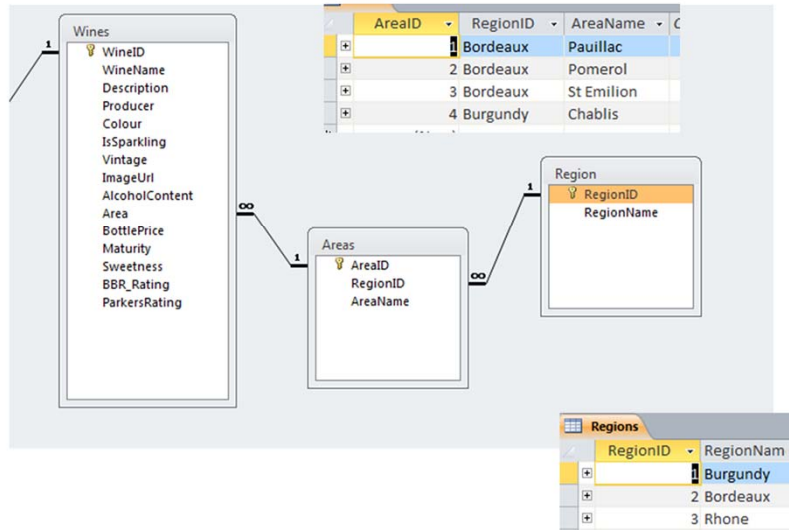 AreaID RegionID AreaName C
1 Bordeaux Pauillac
2 Bordeaux Pomerol
3 Bordeaux St Emilion
4 Burgundy Chablis
Wines
WineID
WineName
Description
Producer
Colour
IsSparkling
Vintage
ImageUrl
AlcoholContent
Area
BottlePrice
Maturity
Sweetness
BBR_Rating
ParkersRating
1
∞
1
Areas
AreaID
RegionID
AreaName
∞
1
Region
RegionID
RegionName
Regions
RegionID RegionNam
1 Burgundy
2 Bordeaux
3 Rhone